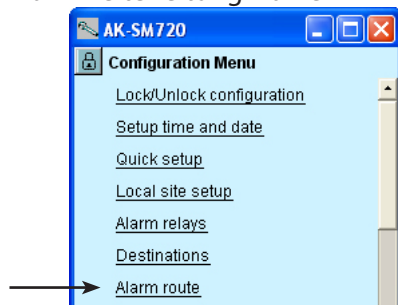 AK-SM720
Configuration Menu
Lock/Unlock configuration
Setup time and date
Quick setup
Local site setup
Alarm relays
Destinations
Alarm route